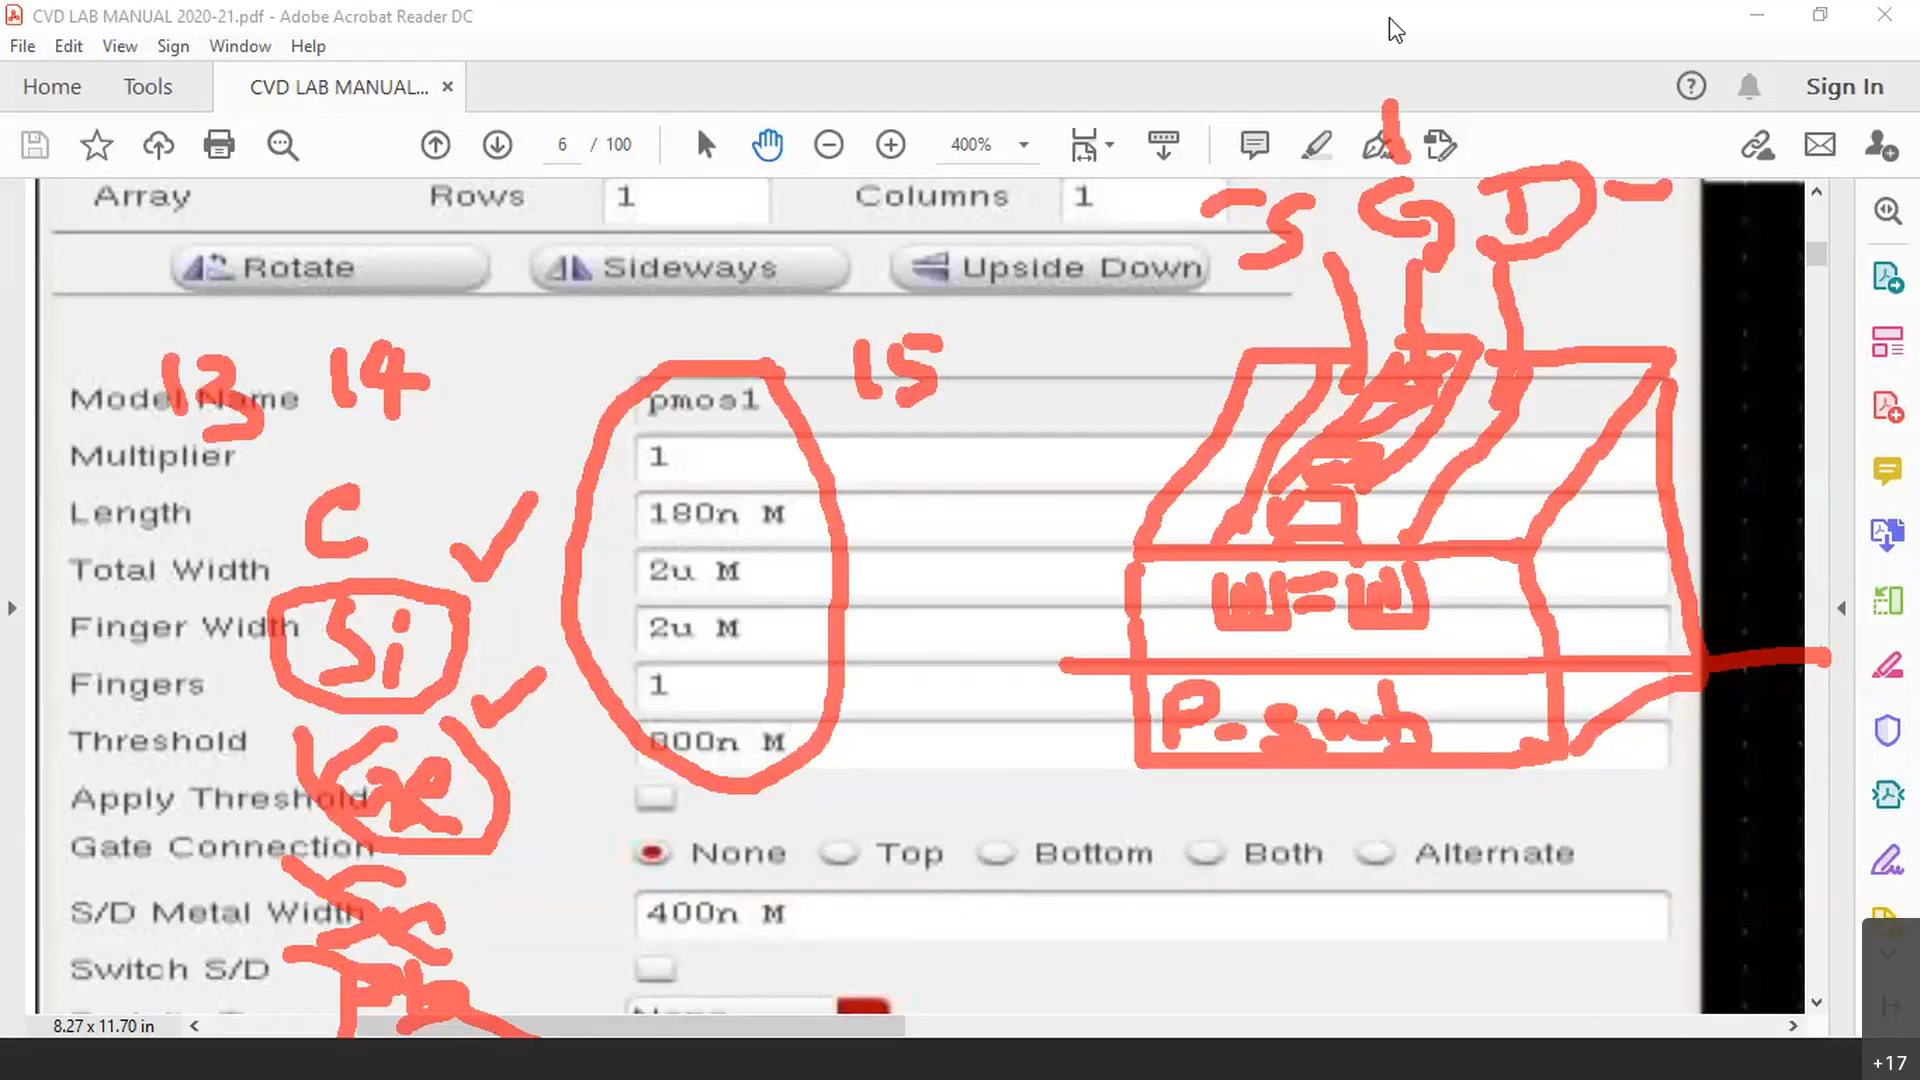 CVD LAB MANUAL 2020-21.pdf - Adobe Acrobat Reader DC
File Edit View Sign Window Help
Home Tools CVD LAB MANUAL... × Sign In
6 / 100 400%
Array Rows 1 Columns 1
-S G D-
Rotate Sideways Upside Down
13 14 15
Model Name pmos1
Multiplier 1
Length 180n M
C
Total Width 2u M
W = W
Finger Width 2u M
Si
Fingers 1
P-sub
Threshold 800n M
Ge
Apply Threshold
Gate Connection None Top Bottom Both Alternate
S/D Metal Width 400n M
Switch S/D
Pb
None
8.27 x 11.70 in
+17